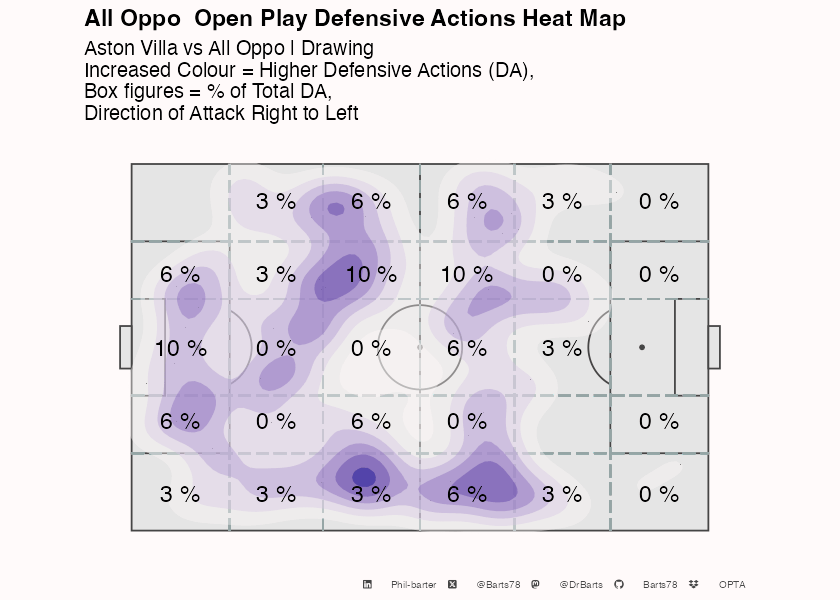 All Oppo  Open Play Defensive Actions Heat Map
Aston Villa vs All Oppo | Drawing
Increased Colour = Higher Defensive Actions (DA),
Box figures = % of Total DA,
Direction of Attack Right to Left
3 % 6 % 6 % 3 % 0 %
6 % 3 % 10 % 10 % 0 % 0 %
10 % 0 % 0 % 6 % 3 %
6 % 0 % 6 % 0 % 0 %
3 % 3 % 3 % 6 % 3 % 0 %
Phil-barter @Barts78 @DrBarts Barts78 OPTA